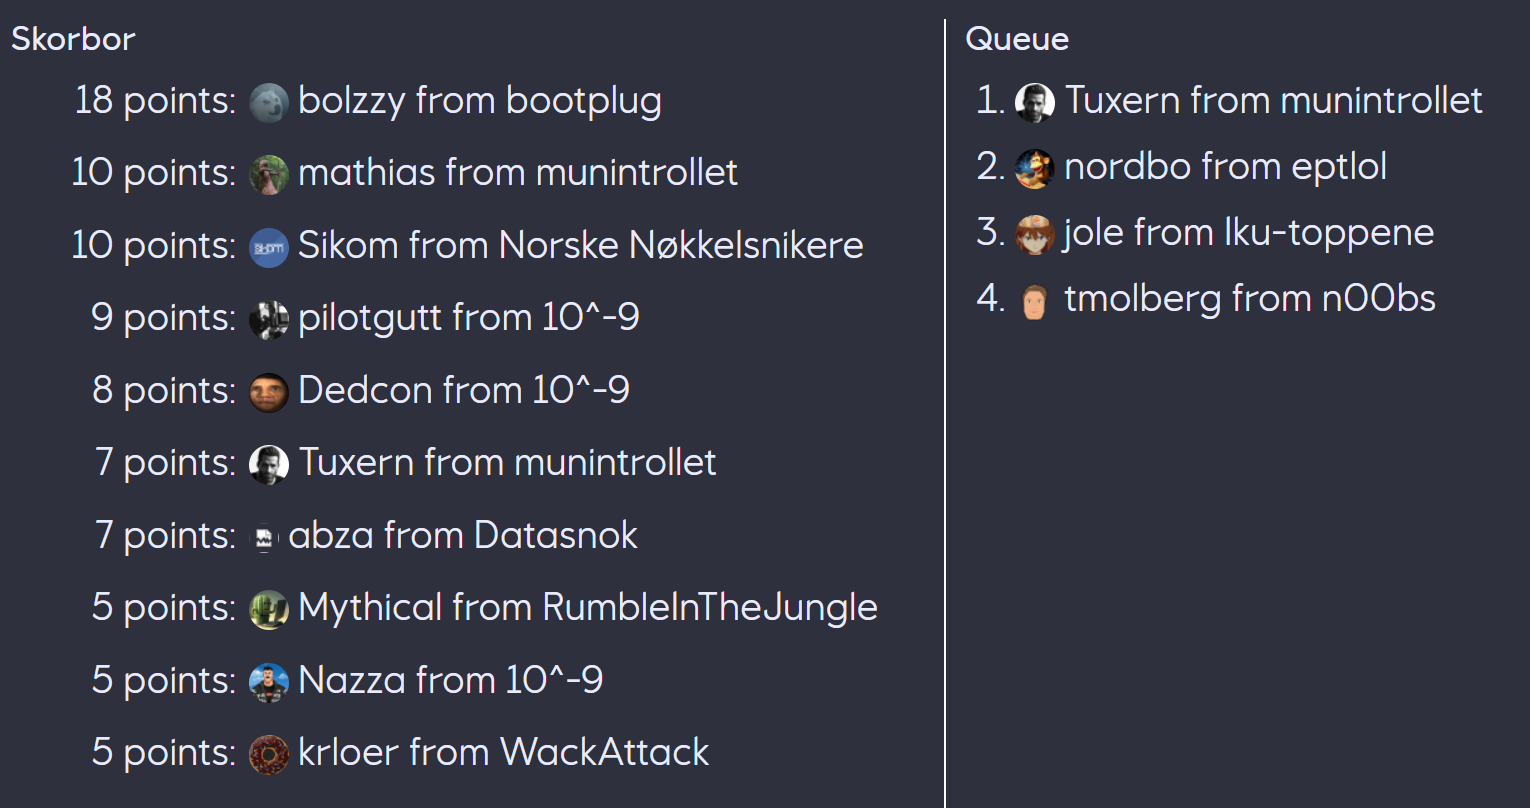 Skorbor
18 points: bolzzy from bootplug
10 points: mathias from munintrollet
10 points: Sikom from Norske Nøkkelsnikere
9 points: pilotgutt from 10^-9
8 points: Dedcon from 10^-9
7 points: Tuxern from munintrollet
7 points: abza from Datasnok
5 points: Mythical from RumbleInTheJungle
5 points: Nazza from 10^-9
5 points: krloer from WackAttack
Queue
1. Tuxern from munintrollet
2. nordbo from eptlol
3. jole from lku-toppene
4. tmolberg from n00bs